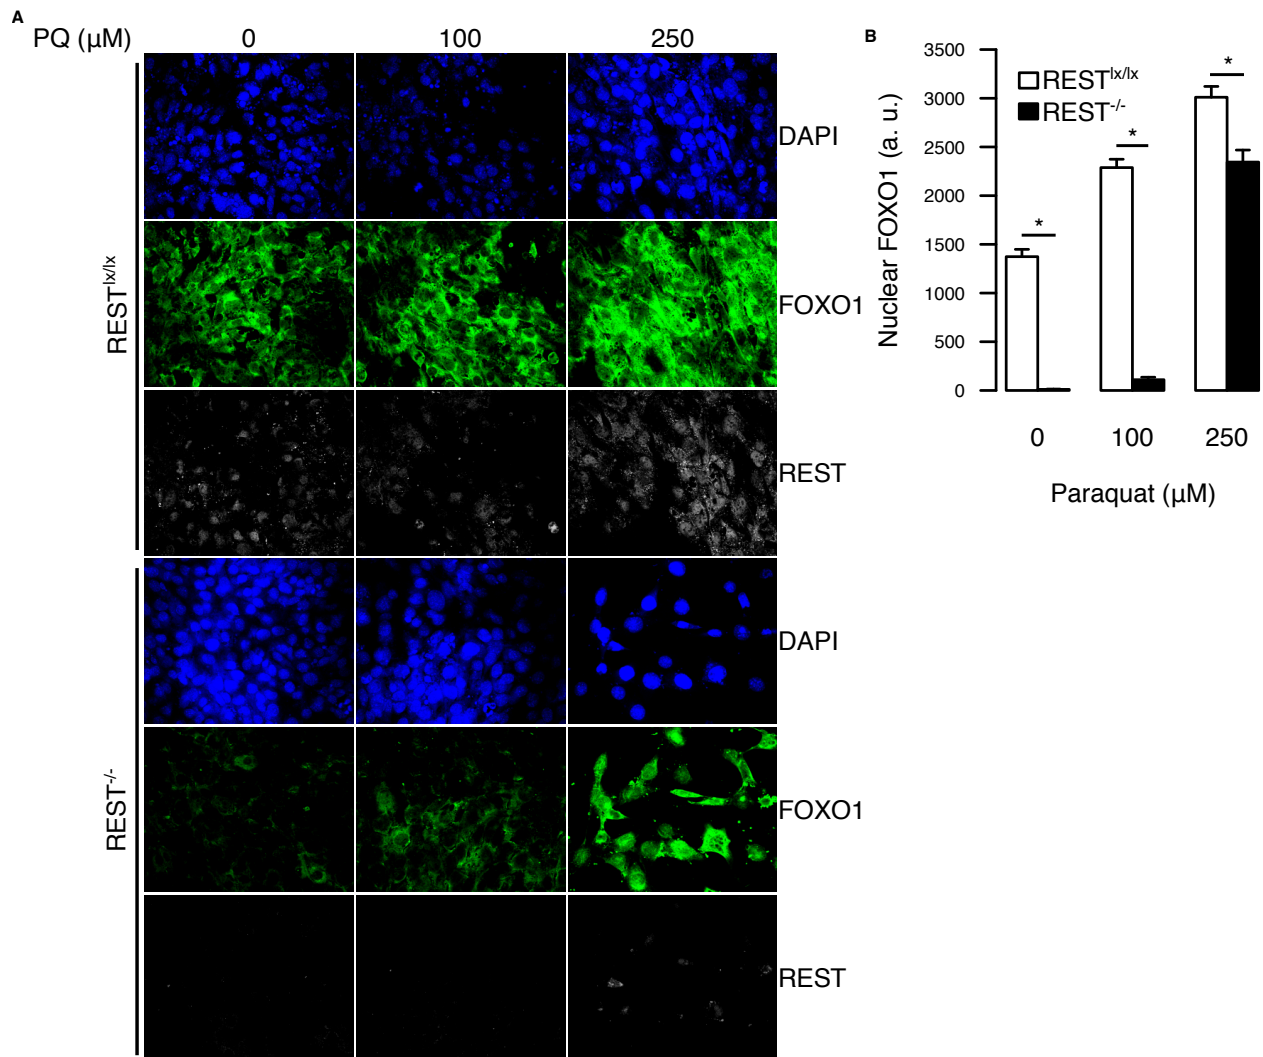 A
PQ (µM) 0 100 250
REST^lx/lx
DAPI
FOXO1
REST
REST^-/-
DAPI
FOXO1
REST
B
Nuclear FOXO1 (a. u.)
3500
3000
2500
2000
1500
1000
500
0
REST^lx/lx
REST^-/-
*
*
*
0 100 250
Paraquat (µM)